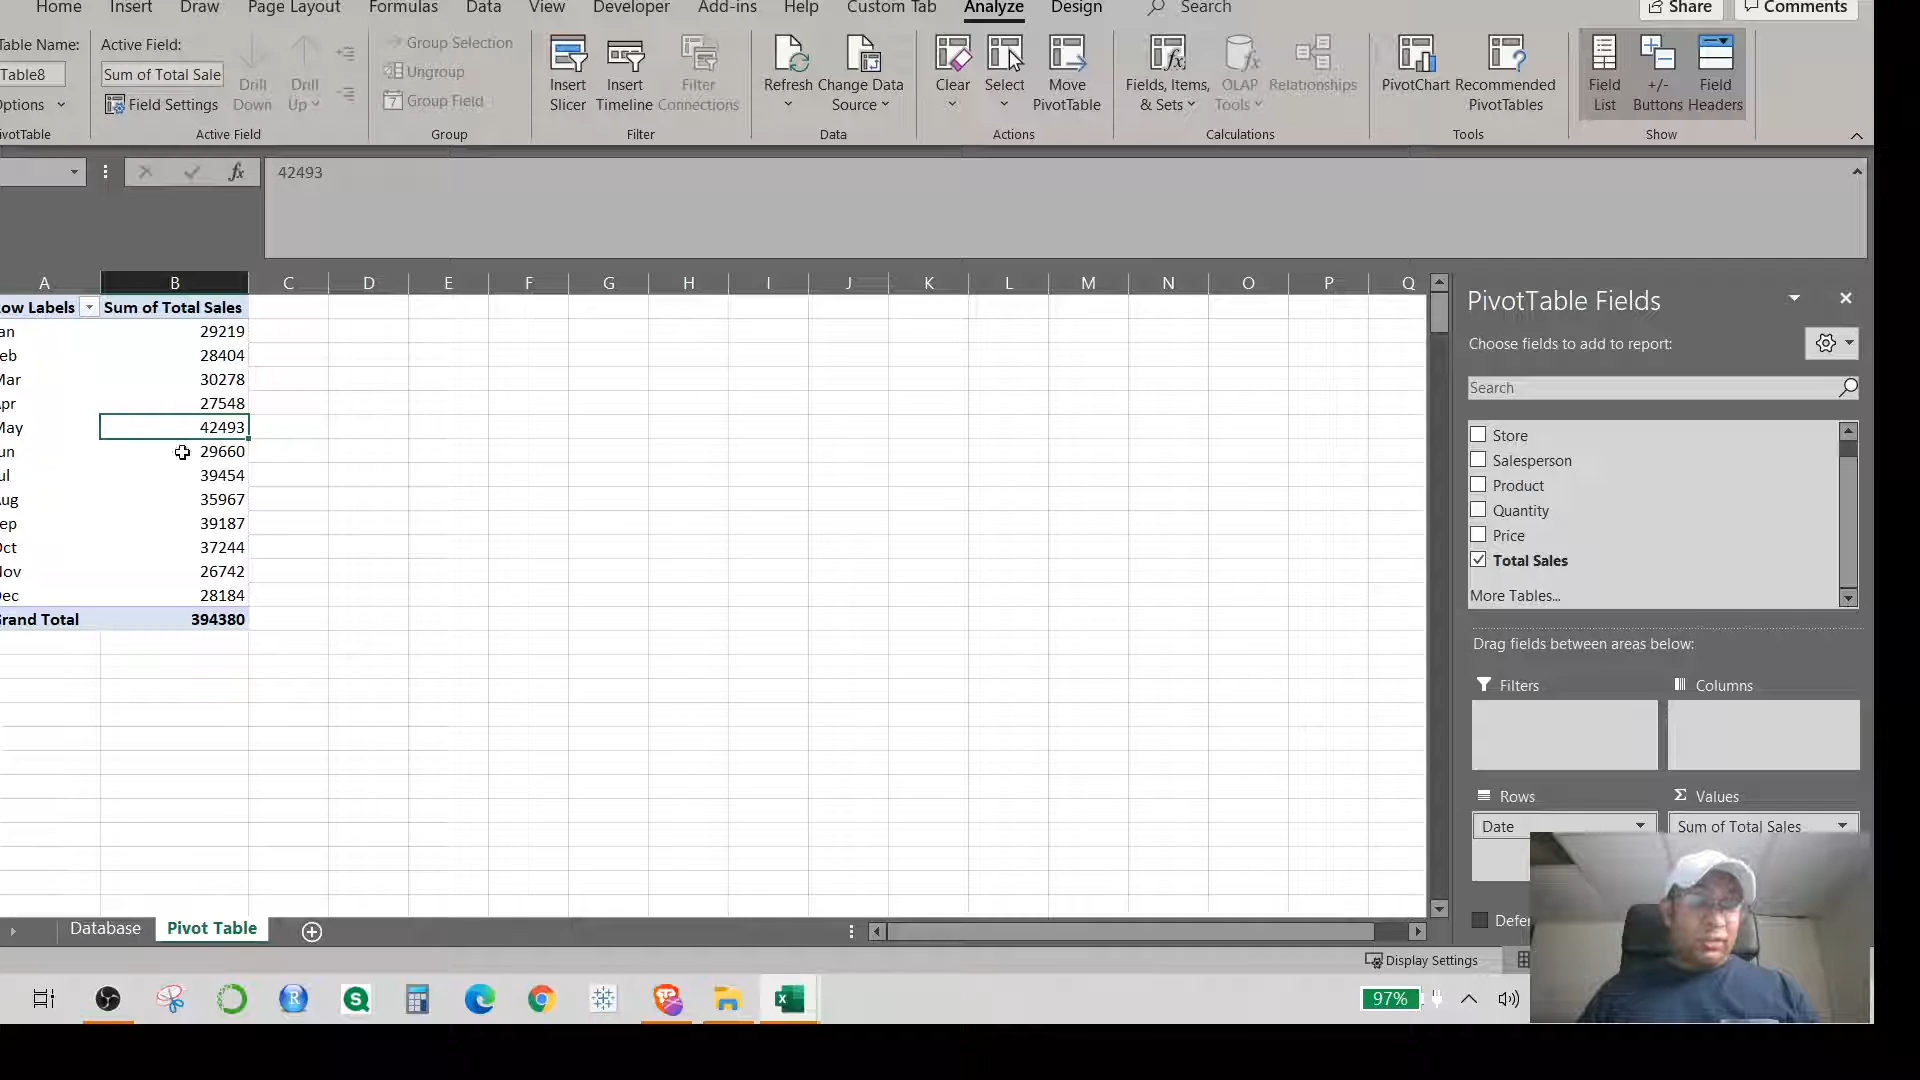 Home Insert Draw Page Layout Formulas Data View Developer Add-ins Help Custom Tab Analyze Design Search Share Comments
Table Name: Active Field: Group Selection
Table8 Sum of Total Sale Drill Down Drill Up Ungroup Insert Slicer Insert Timeline Filter Connections Refresh Change Data Source Clear Select Move PivotTable Fields, Items, & Sets OLAP Tools Relationships PivotChart Recommended PivotTables Field List +/- Buttons Field Headers
Options Field Settings Group Field
PivotTable Active Field Group Filter Data Actions Calculations Tools Show
fx 42493
A B C D E F G H I J K L M N O P Q
ow Labels Sum of Total Sales
an 29219
eb 28404
Mar 30278
pr 27548
May 42493
un 29660
ul 39454
ug 35967
ep 39187
Oct 37244
Nov 26742
Dec 28184
Grand Total 394380
PivotTable Fields
Choose fields to add to report:
Search
Store
Salesperson
Product
Quantity
Price
Total Sales
More Tables...
Drag fields between areas below:
Filters Columns
Rows Values
Date Sum of Total Sales
Defer
Database Pivot Table
Display Settings
97%